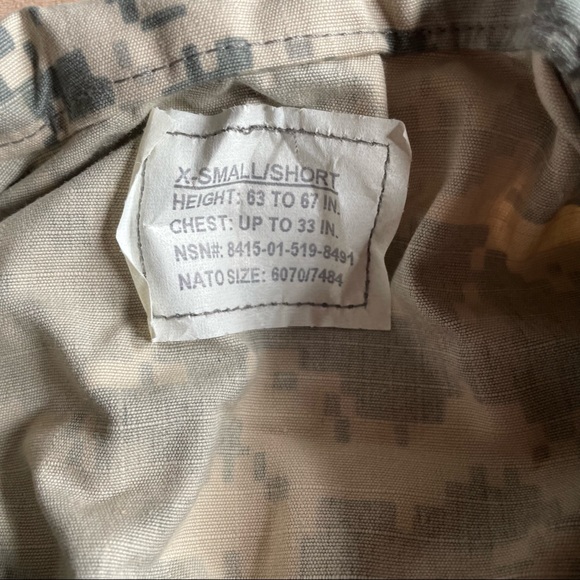 X-SMALL/SHORT
HEIGHT: 63 TO 67 IN.
CHEST: UP TO 33 IN.
NSN#: 8415-01-519-8491
NATO SIZE: 6070/7484